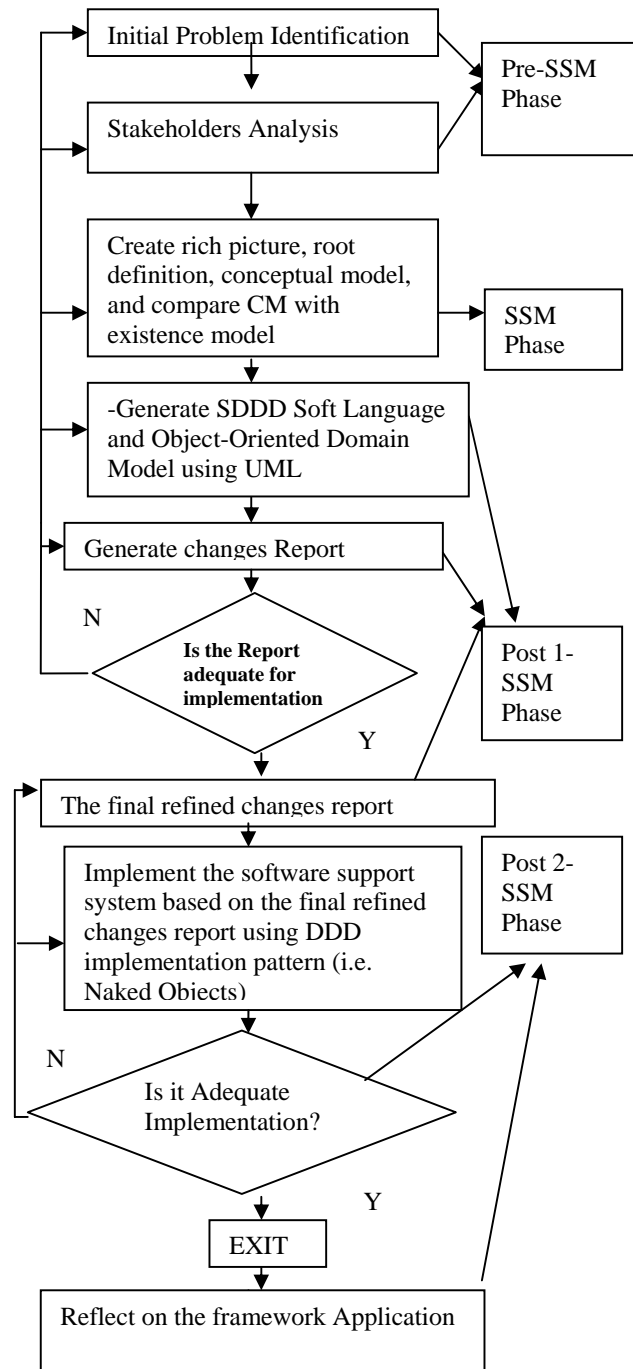 Initial Problem Identification
Pre-SSM
Phase
Stakeholders Analysis
Create rich picture, root
definition, conceptual model,
and compare CM with
existence model
SSM
Phase
-Generate SDDD Soft Language
and Object-Oriented Domain
Model using UML
Generate changes Report
N
Is the Report
adequate for
implementation
Post 1-
SSM
Phase
Y
The final refined changes report
Implement the software support
system based on the final refined
changes report using DDD
implementation pattern (i.e.
Naked Objects)
Post 2-
SSM
Phase
N
Is it Adequate
Implementation?
Y
EXIT
Reflect on the framework Application